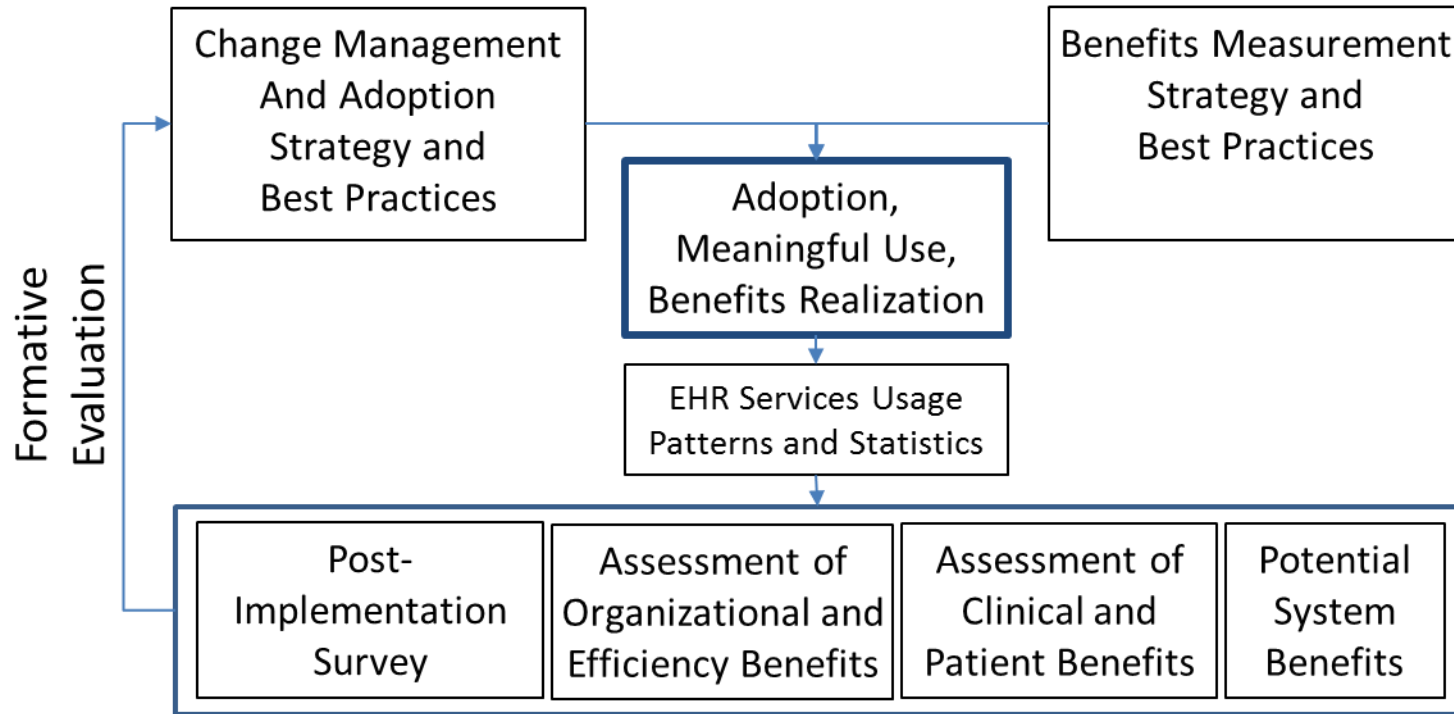 Change Management
And Adoption
Strategy and
Best Practices
Benefits Measurement
Strategy and
Best Practices
Adoption,
Meaningful Use,
Benefits Realization
EHR Services Usage
Patterns and Statistics
Formative
Evaluation
Post-
Implementation
Survey
Assessment of
Organizational and
Efficiency Benefits
Assessment of
Clinical and
Patient Benefits
Potential
System
Benefits